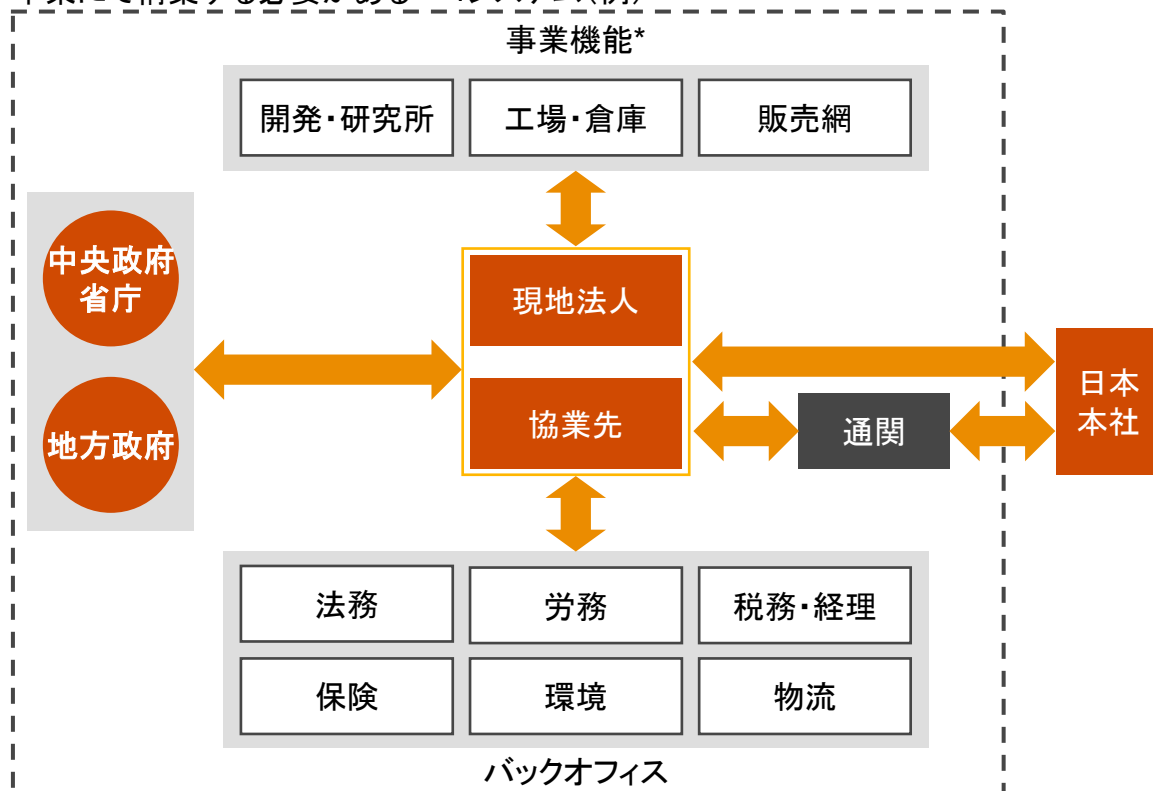 事業機能*
開発・研究所
工場・倉庫
販売網
中央政府
省庁
地方政府
現地法人
協業先
通関
日本
本社
法務
労務
税務・経理
保険
環境
物流
バックオフィス